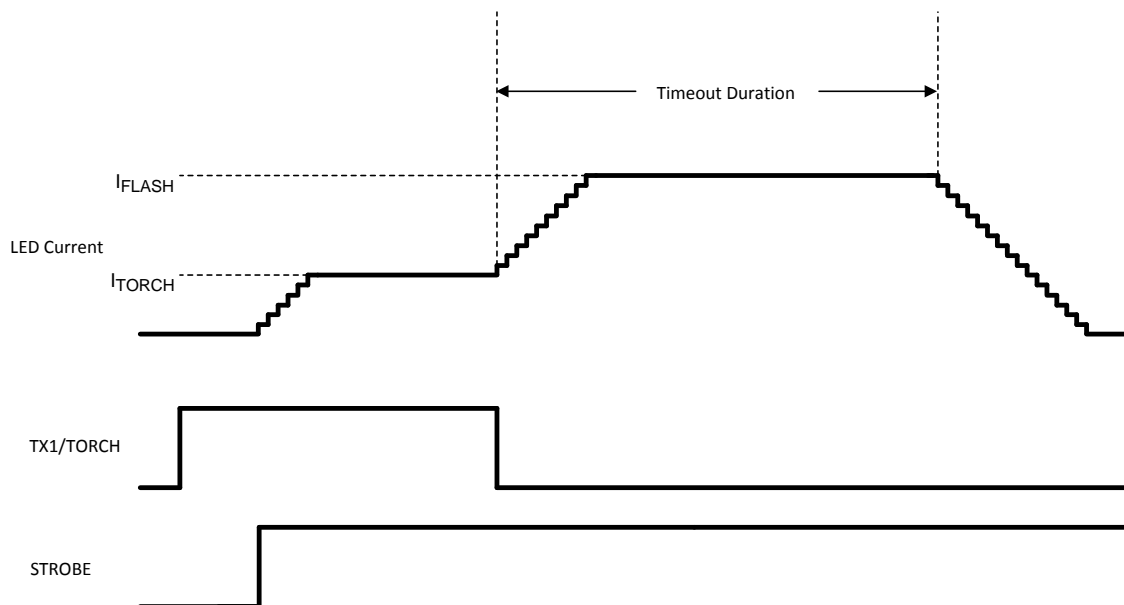 Timeout Duration
IFLASH
LED Current
ITORCH
TX1/TORCH
STROBE